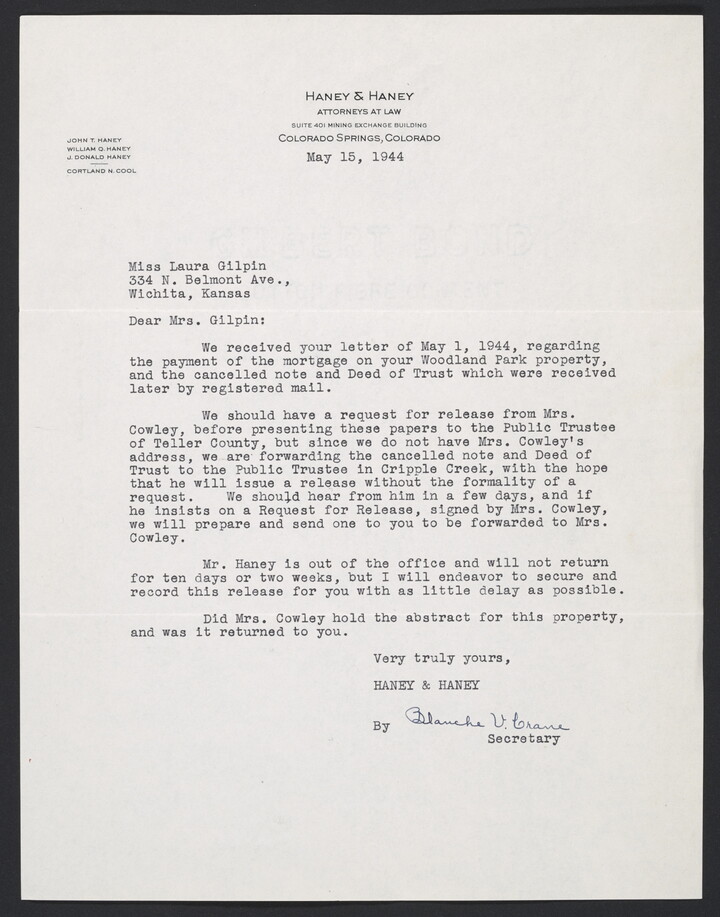 HANEY & HANEY
ATTORNEYS AT LAW
SUITE 401 MINING EXCHANGE BUILDING
COLORADO SPRINGS, COLORADO
JOHN T. HANEY
WILLIAM Q. HANEY
J. DONALD HANEY
CORTLAND N. COOL
May 15, 1944
Miss Laura Gilpin
334 N. Belmont Ave.,
Wichita, Kansas
Dear Mrs. Gilpin:
We received your letter of May 1, 1944, regarding
the payment of the mortgage on your Woodland Park property,
and the cancelled note and Deed of Trust which were received
later by registered mail.
We should have a request for release from Mrs.
Cowley, before presenting these papers to the Public Trustee
of Teller County, but since we do not have Mrs. Cowley's
address, we are forwarding the cancelled note and Deed of
Trust to the Public Trustee in Cripple Creek, with the hope
that he will issue a release without the formality of a
request. We should hear from him in a few days, and if
he insists on a Request for Release, signed by Mrs. Cowley,
we will prepare and send one to you to be forwarded to Mrs.
Cowley.
Mr. Haney is out of the office and will not return
for ten days or two weeks, but I will endeavor to secure and
record this release for you with as little delay as possible.
Did Mrs. Cowley hold the abstract for this property,
and was it returned to you.
Very truly yours,
HANEY & HANEY
By Blanche V. Crane
Secretary